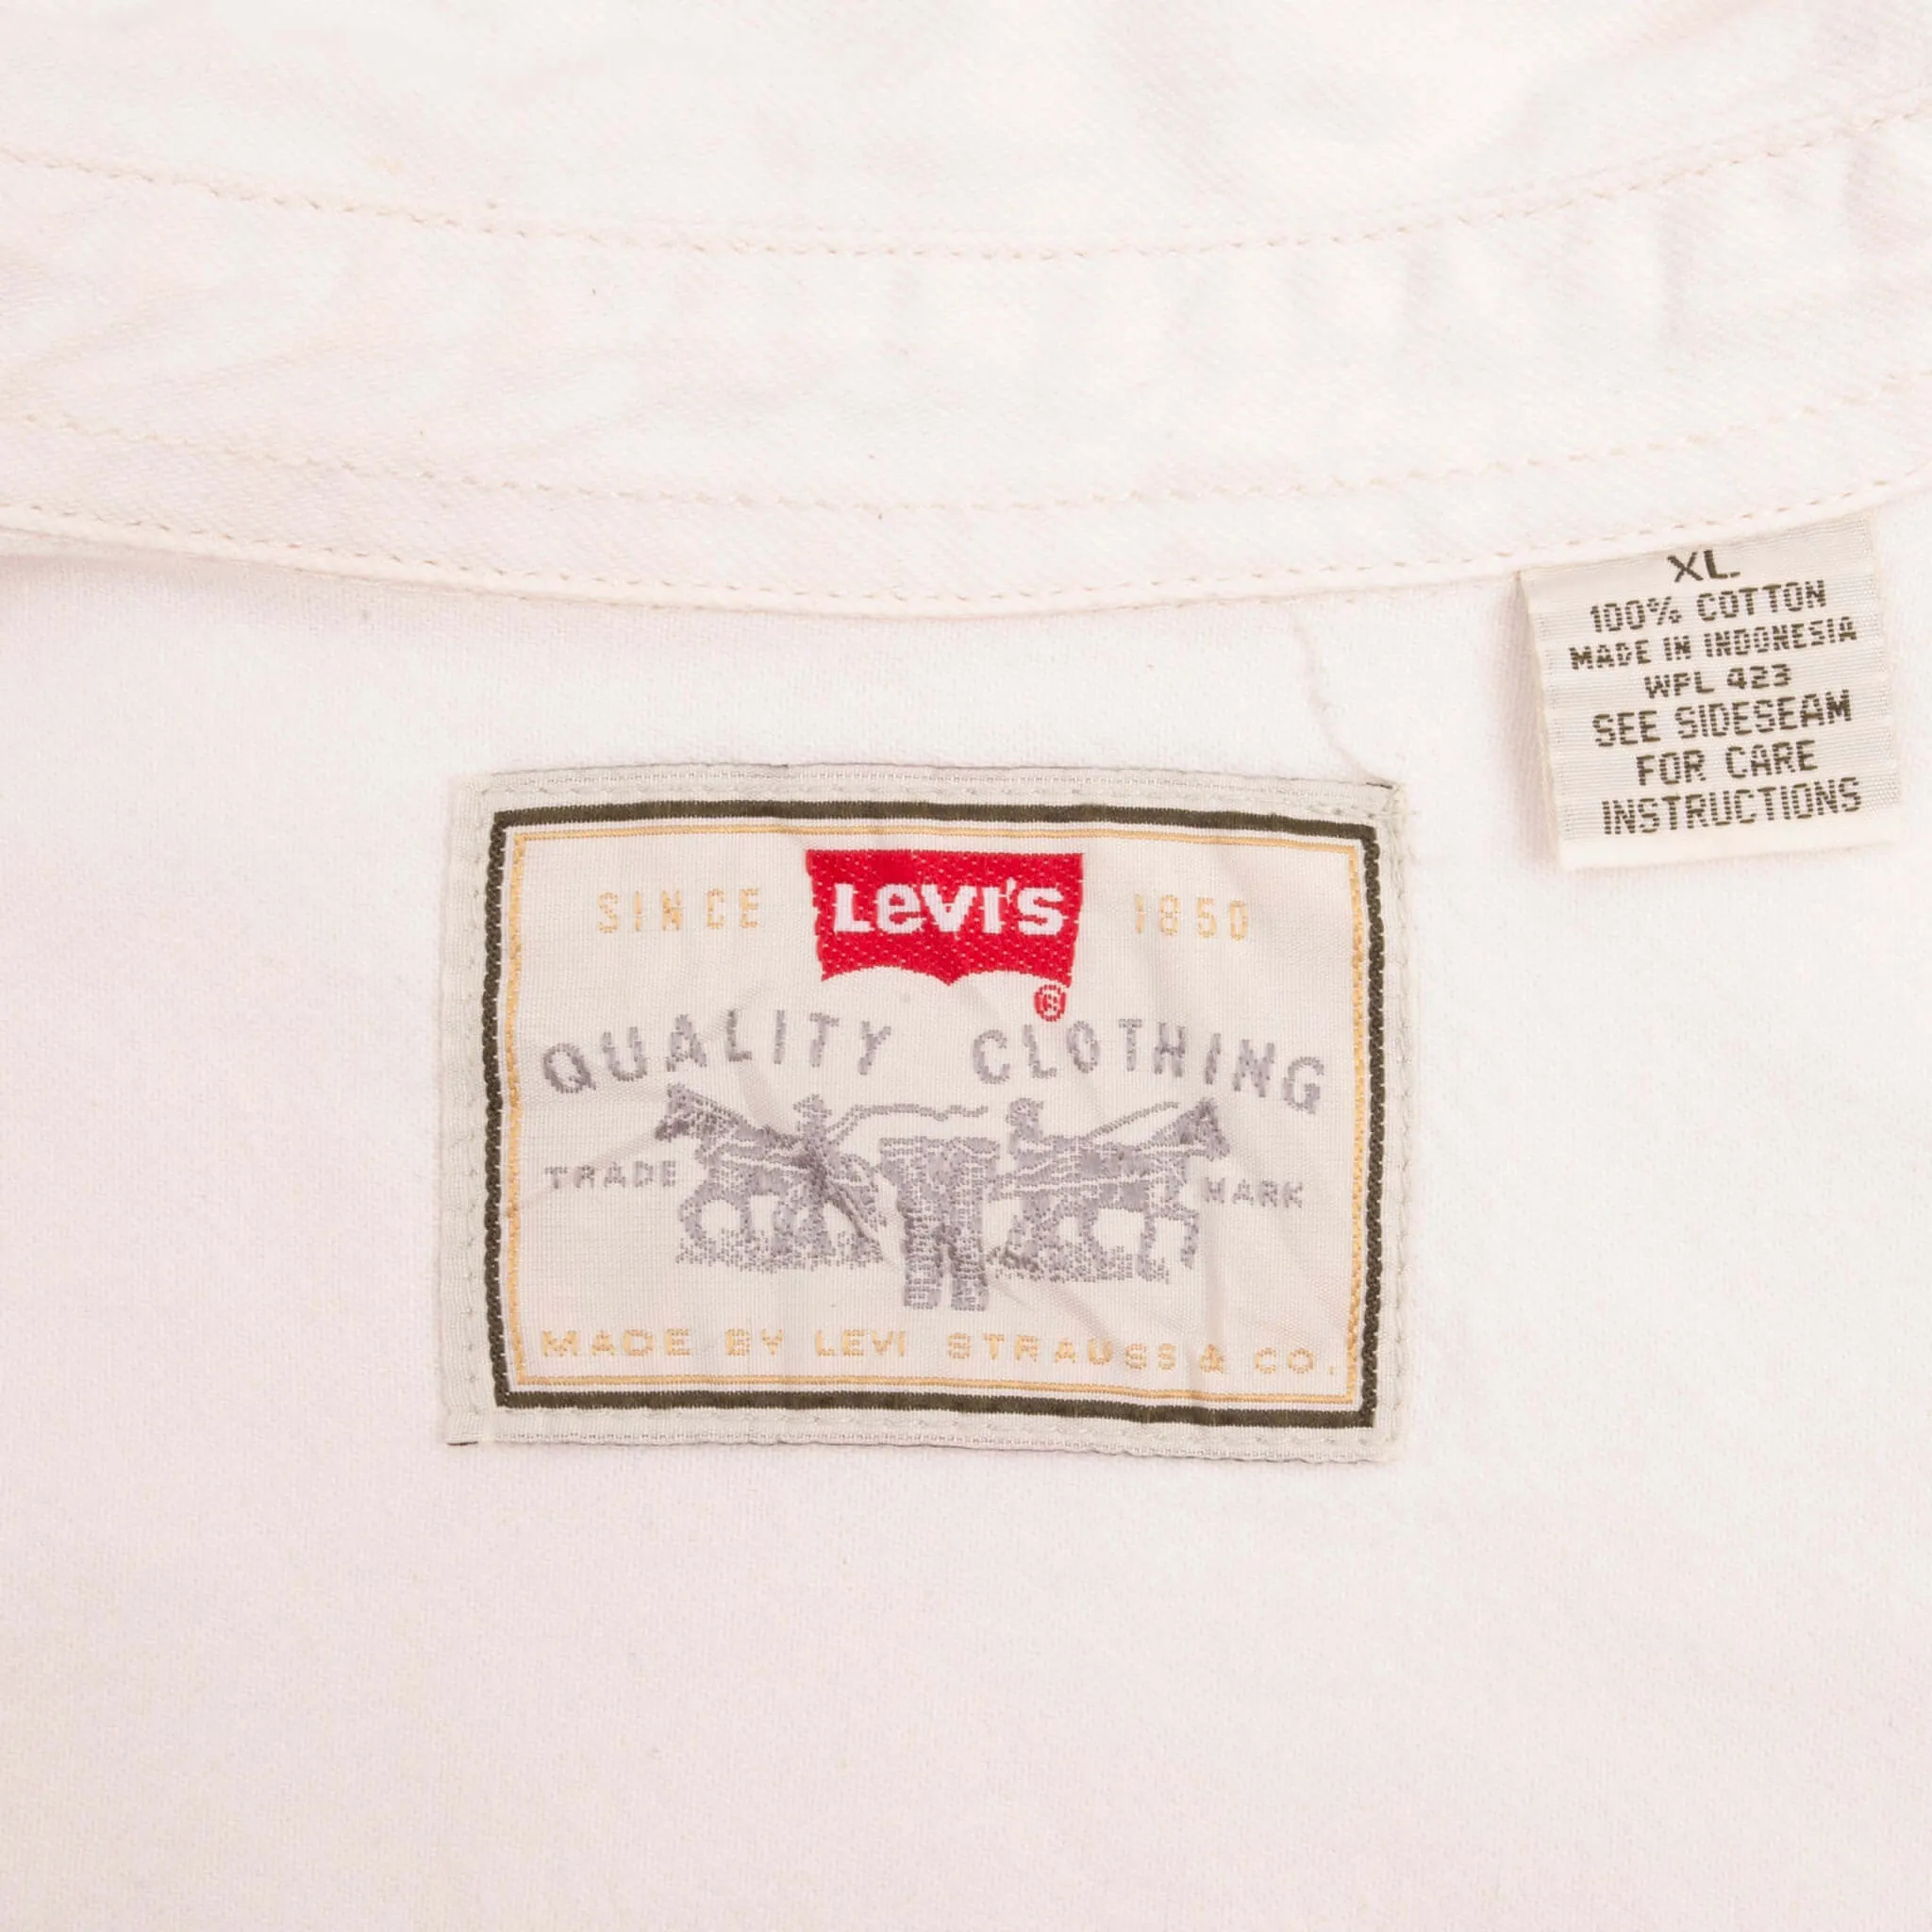 XL
100% COTTON
MADE IN INDONESIA
WPL 423
SEE SIDESEAM
FOR CARE
INSTRUCTIONS
SINCE LEVI'S 1850
®
QUALITY CLOTHING
TRADE MARK
MADE BY LEVI STRAUSS & CO.